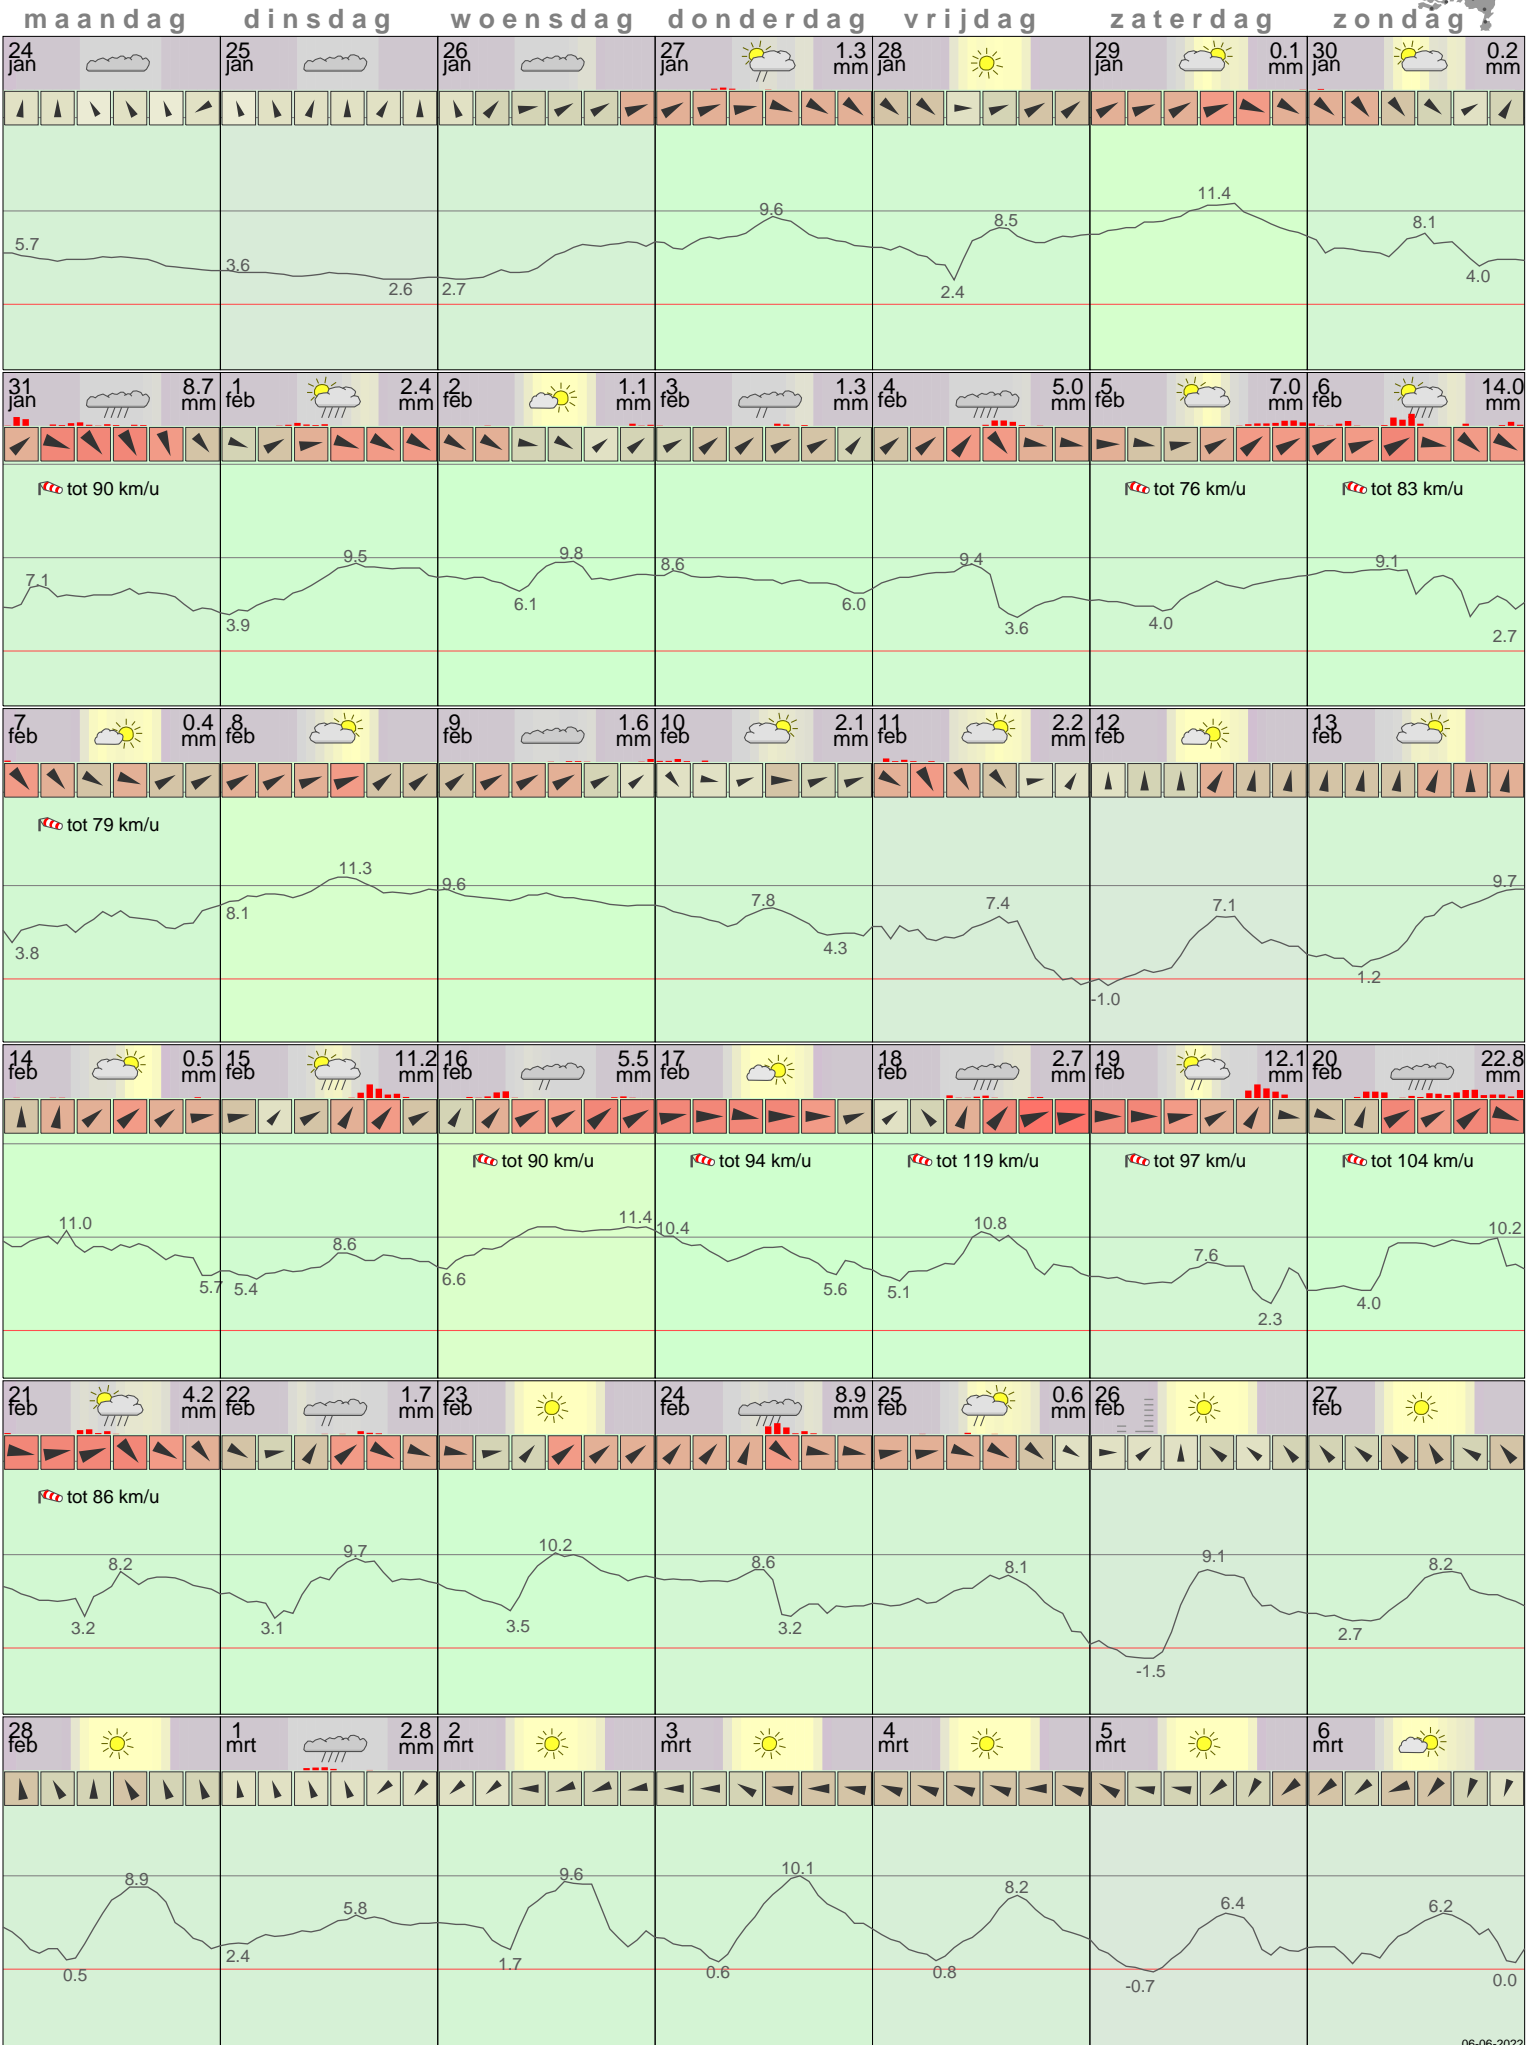 maandag dinsdag woensdag donderdag vrijdag zaterdag zondag
24 jan
25 jan
26 jan
27 jan 1.3 mm
28 jan
29 jan 0.1 mm
30 jan 0.2 mm
5.7
3.6
2.6
2.7
9.6
2.4
8.5
11.4
8.1
4.0
31 jan 8.7 mm
1 feb 2.4 mm
2 feb 1.1 mm
3 feb 1.3 mm
4 feb 5.0 mm
5 feb 7.0 mm
6 feb 14.0 mm
tot 90 km/u
tot 76 km/u
tot 83 km/u
7.1
3.9
9.5
6.1
9.8
8.6
6.0
9.4
3.6
4.0
9.1
2.7
7 feb 0.4 mm
8 feb
9 feb 1.6 mm
10 feb 2.1 mm
11 feb 2.2 mm
12 feb
13 feb
tot 79 km/u
3.8
8.1
11.3
9.6
7.8
4.3
7.4
-1.0
7.1
1.2
9.7
14 feb 0.5 mm
15 feb 11.2 mm
16 feb 5.5 mm
17 feb
18 feb 2.7 mm
19 feb 12.1 mm
20 feb 22.8 mm
tot 90 km/u
tot 94 km/u
tot 119 km/u
tot 97 km/u
tot 104 km/u
11.0
5.7
5.4
8.6
6.6
11.4
10.4
5.6
5.1
10.8
7.6
2.3
4.0
10.2
21 feb 4.2 mm
22 feb 1.7 mm
23 feb
24 feb 8.9 mm
25 feb 0.6 mm
26 feb
27 feb
tot 86 km/u
3.2
8.2
3.1
9.7
3.5
10.2
8.6
3.2
8.1
-1.5
9.1
2.7
8.2
28 feb
1 mrt 2.8 mm
2 mrt
3 mrt
4 mrt
5 mrt
6 mrt
0.5
8.9
2.4
5.8
1.7
9.6
0.6
10.1
0.8
8.2
-0.7
6.4
6.2
0.0
06-06-2022